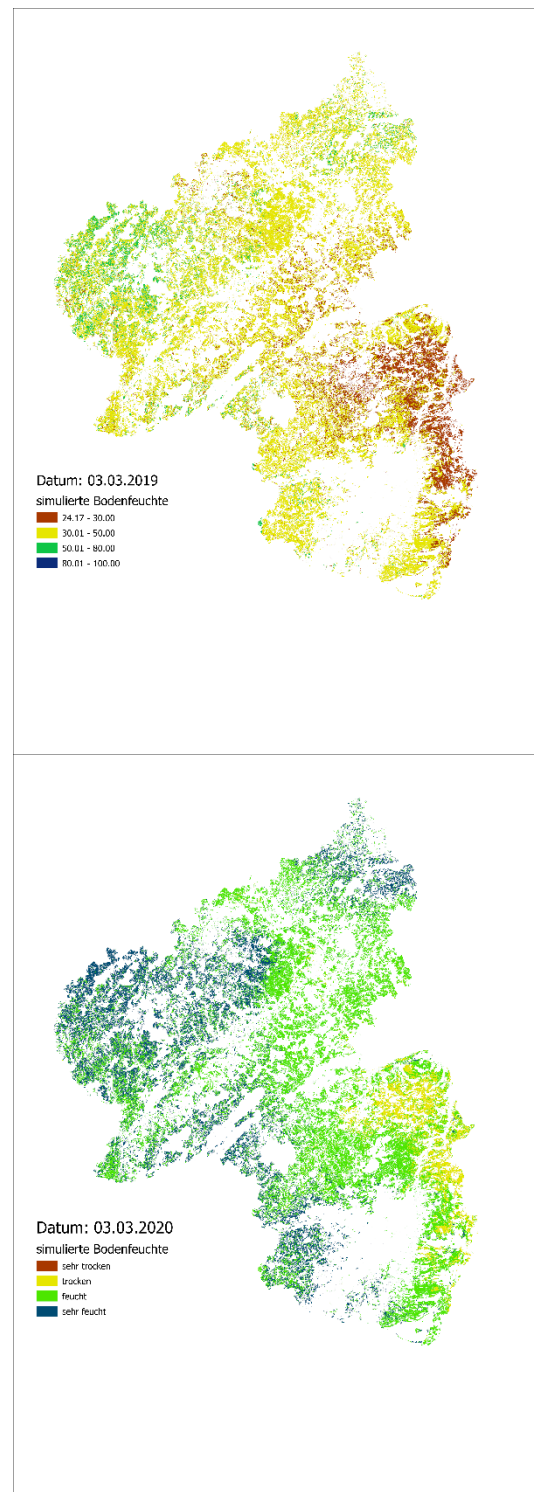 Datum: 03.03.2019
simulierte Bodenfeuchte
24.17 - 30.00
30.01 - 50.00
50.01 - 80.00
80.01 - 100.00
Datum: 03.03.2020
simulierte Bodenfeuchte
sehr trocken
trocken
feucht
sehr feucht